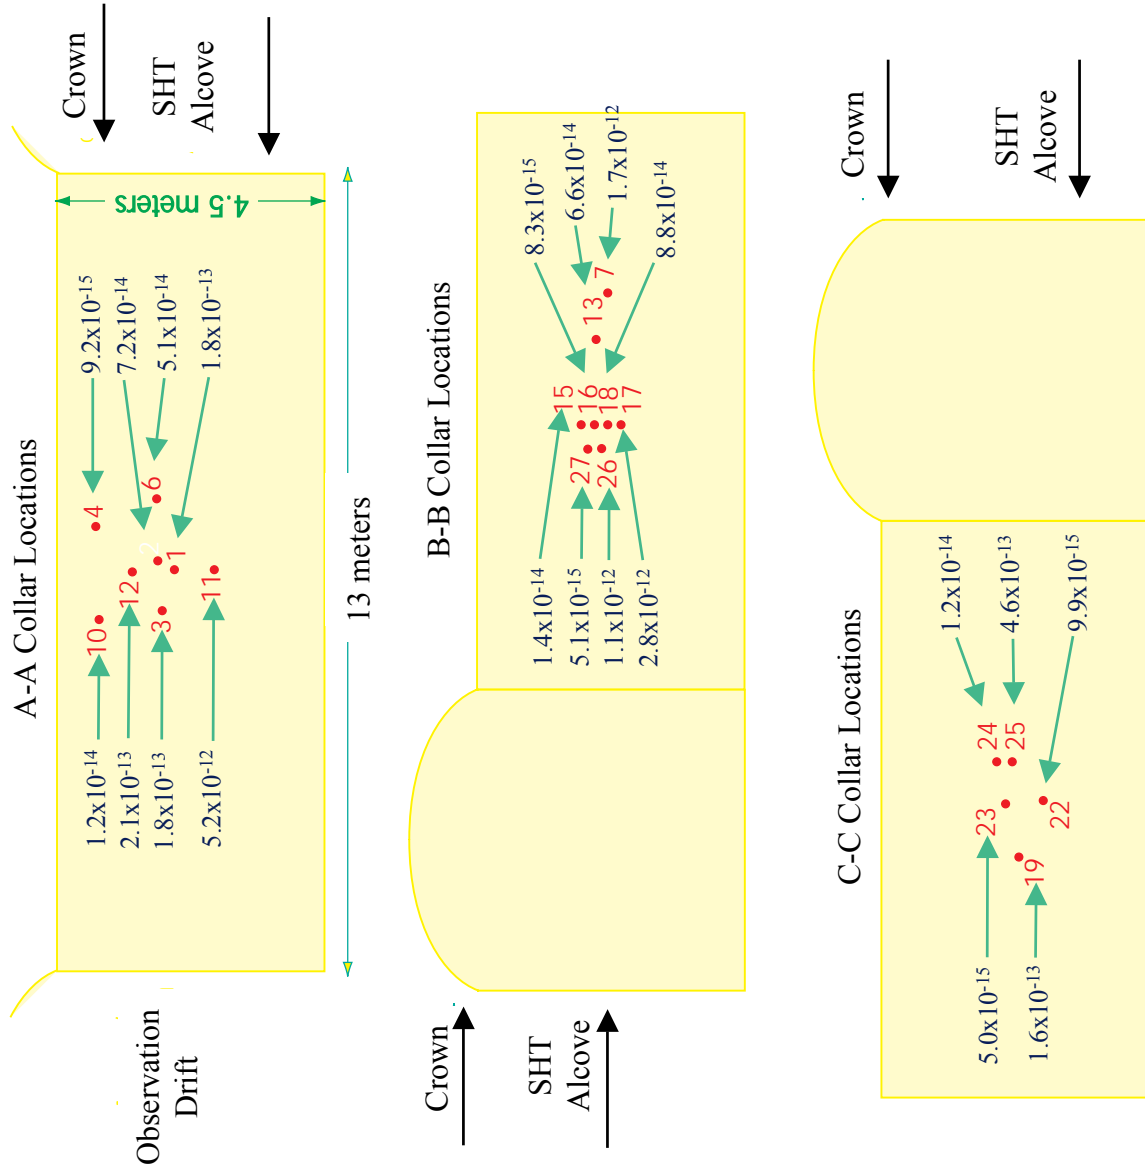 A-A Collar Locations
Crown
SHT
Alcove
4.5 meters
9.2x10-15
7.2x10-14
5.1x10-14
1.8x10--13
4
6
2
1
10
12
3
11
1.2x10-14
2.1x10-13
1.8x10-13
5.2x10-12
Observation
Drift
13 meters
B-B Collar Locations
8.3x10-15
6.6x10-14
1.7x10-12
8.8x10-14
7
13
15
16
18
17
27
26
1.4x10-14
5.1x10-15
1.1x10-12
2.8x10-12
Crown
SHT
Alcove
C-C Collar Locations
Crown
SHT
Alcove
1.2x10-14
4.6x10-13
9.9x10-15
24
25
23
22
19
5.0x10-15
1.6x10-13